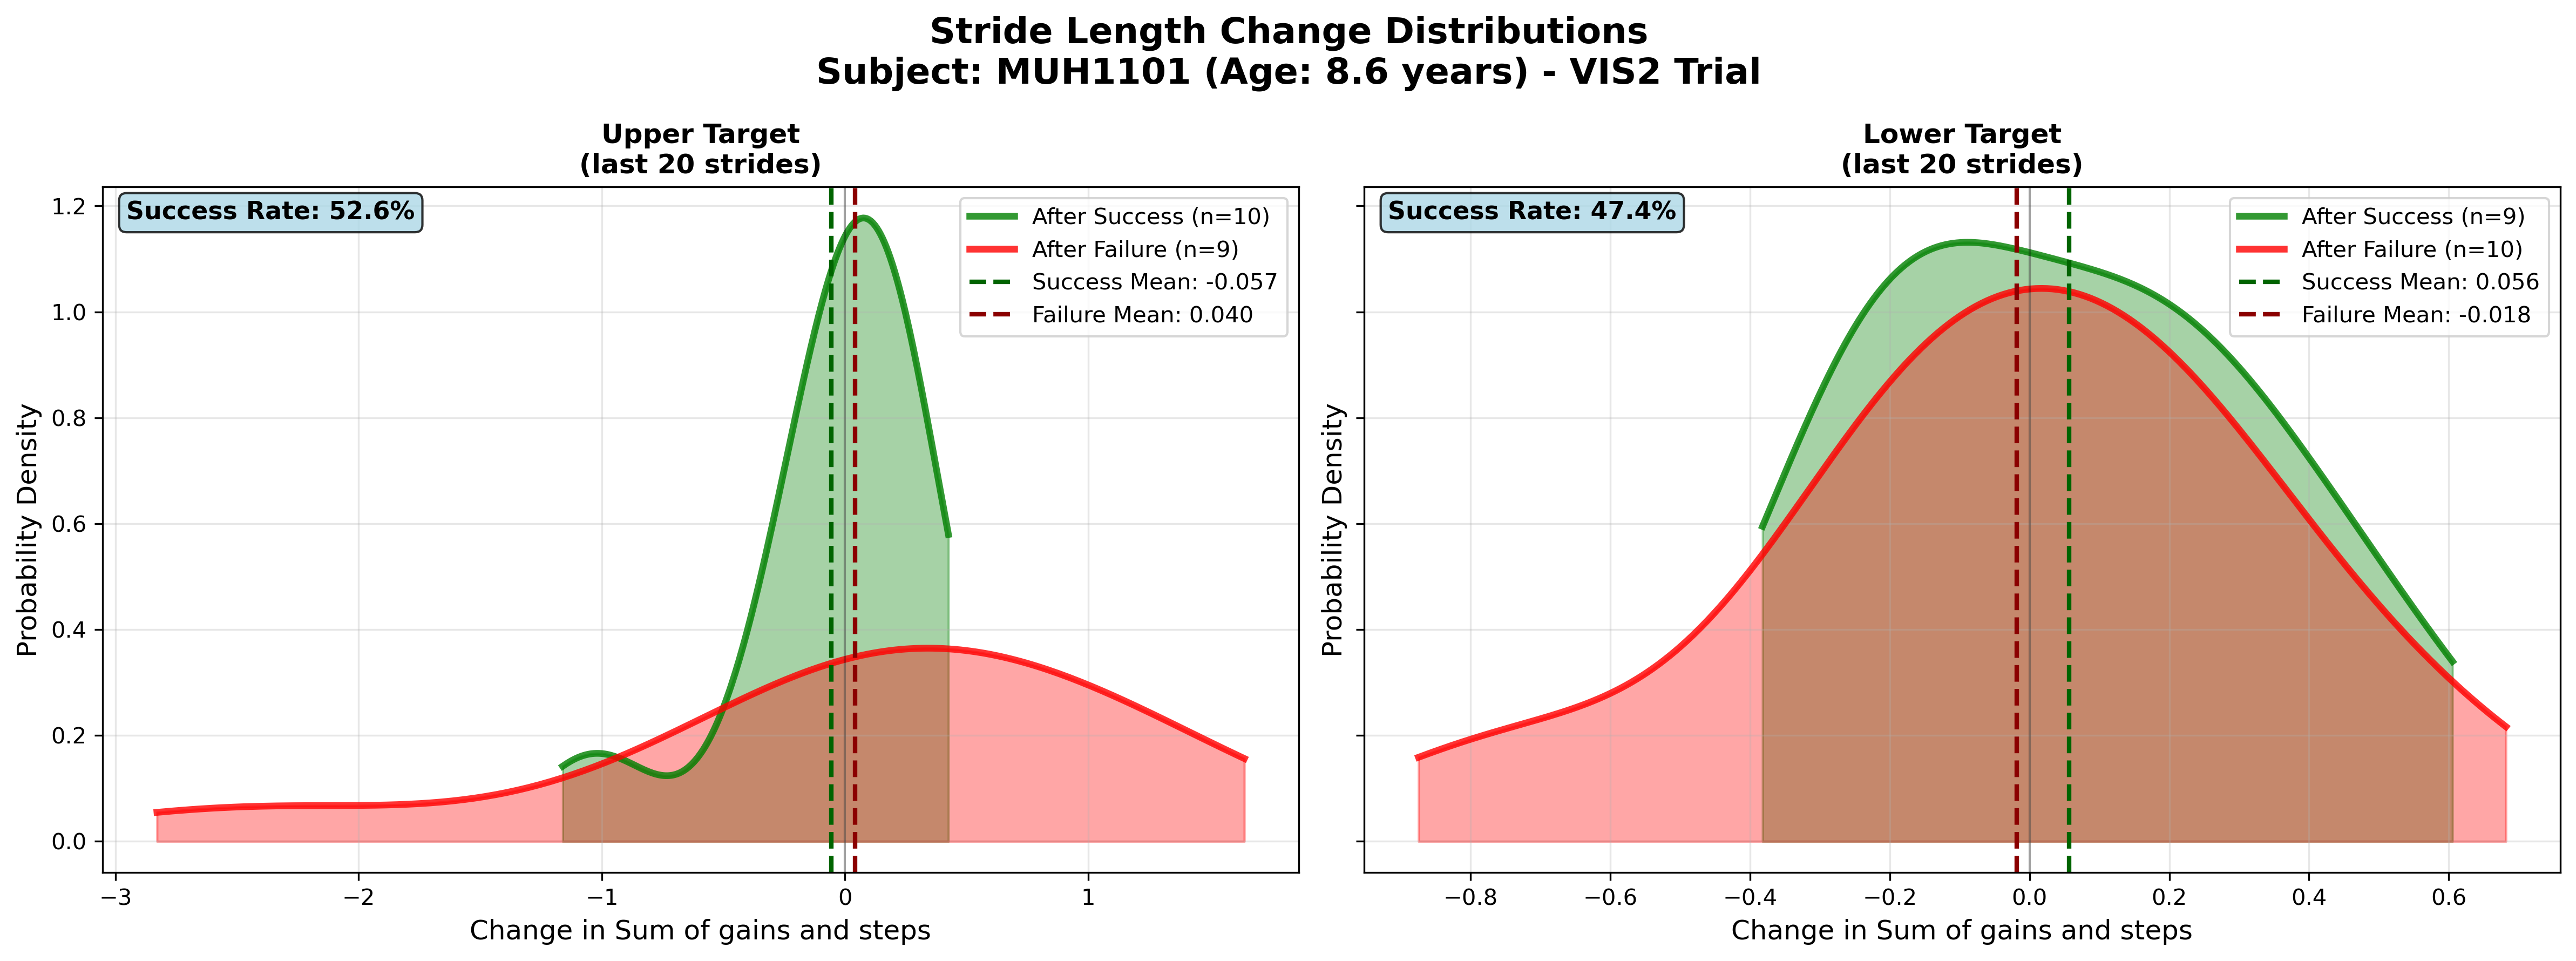 Stride Length Change Distributions
Subject: MUH1101 (Age: 8.6 years) - VIS2 Trial
Upper Target
(last 20 strides)
Success Rate: 52.6%
After Success (n=10)
After Failure (n=9)
Success Mean: -0.057
Failure Mean: 0.040
Probability Density
1.2
1.0
0.8
0.6
0.4
0.2
0.0
−3 −2 −1 0 1
Change in Sum of gains and steps
Lower Target
(last 20 strides)
Success Rate: 47.4%
After Success (n=9)
After Failure (n=10)
Success Mean: 0.056
Failure Mean: -0.018
Probability Density
−0.8 −0.6 −0.4 −0.2 0.0 0.2 0.4 0.6
Change in Sum of gains and steps